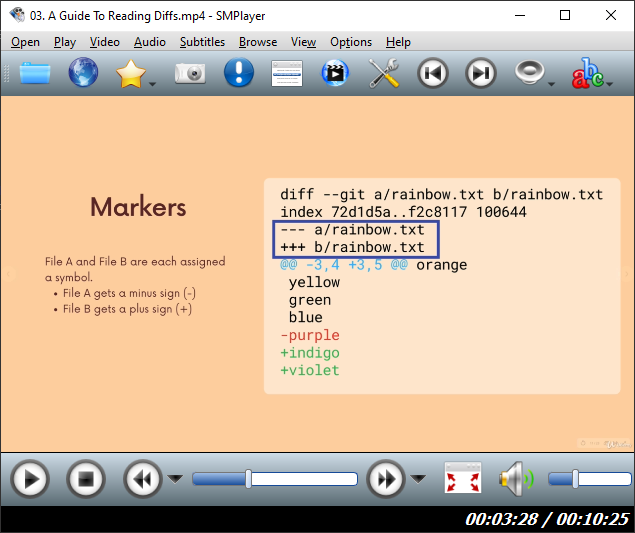 03. A Guide To Reading Diffs.mp4 - SMPlayer
Open Play Video Audio Subtitles Browse View Options Help
abc
Markers
File A and File B are each assigned
a symbol.
• File A gets a minus sign (-)
• File B gets a plus sign (+)
diff --git a/rainbow.txt b/rainbow.txt
index 72d1d5a..f2c8117 100644
--- a/rainbow.txt
+++ b/rainbow.txt
@@ -3,4 +3,5 @@ orange
 yellow
 green
 blue
-purple
+indigo
+violet
00:03:28 / 00:10:25